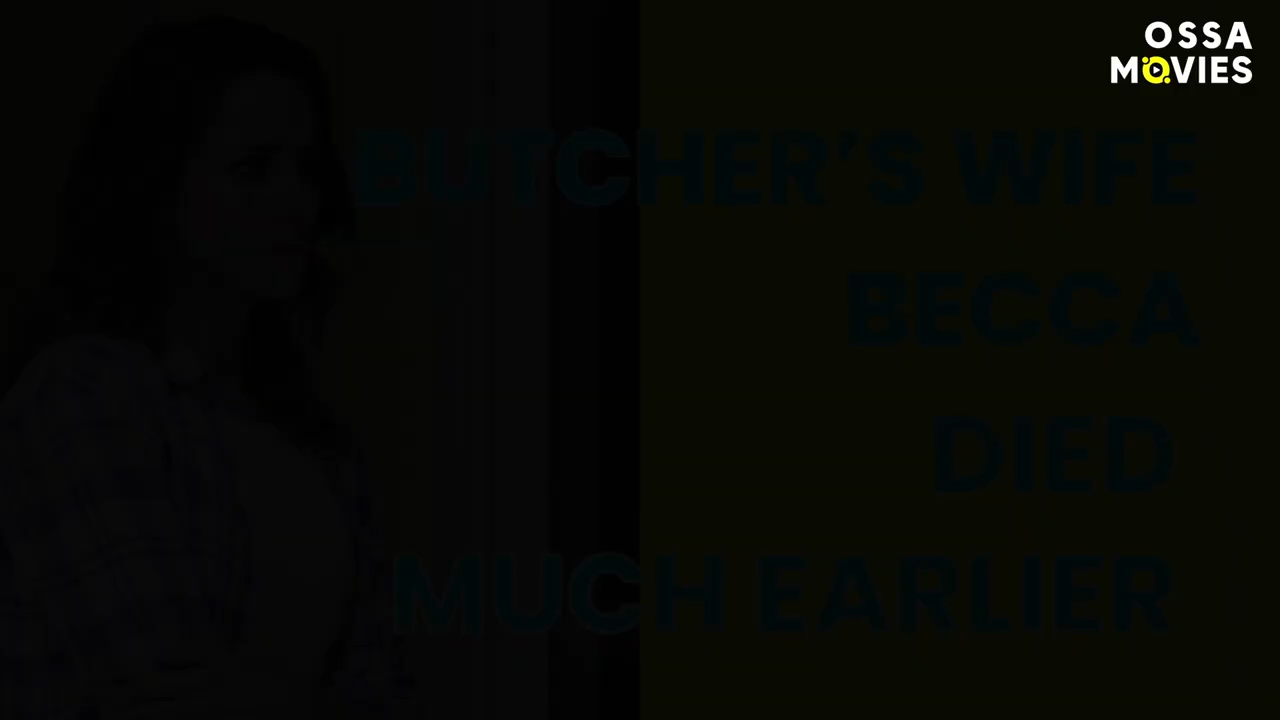 OSSA
MOVIES
BUTCHER'S WIFE
BECCA
DIED
MUCH EARLIER